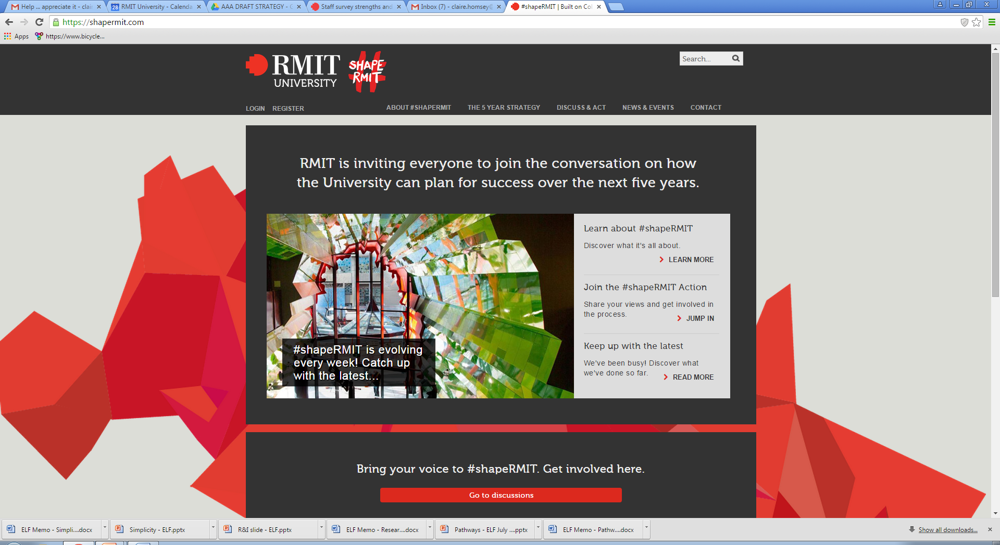 Help ... appreciate it - clai
28
RMIT University - Calenda
AAA DRAFT STRATEGY - G
Staff survey strengths and
Inbox (7) - claire.homsey@
#shapeRMIT | Built on Col
https://shapermit.com
Apps
https://www.bicycle...
RMIT
UNIVERSITY
SHAPE
RMIT
Search...
LOGIN
REGISTER
ABOUT #SHAPERMIT
THE 5 YEAR STRATEGY
DISCUSS & ACT
NEWS & EVENTS
CONTACT
RMIT is inviting everyone to join the conversation on how
the University can plan for success over the next five years.
#shapeRMIT is evolving
every week! Catch up
with the latest...
Learn about #shapeRMIT
Discover what it's all about.
LEARN MORE
Join the #shapeRMIT Action
Share your views and get involved in
the process.
JUMP IN
Keep up with the latest
We've been busy! Discover what
we've done so far.
READ MORE
Bring your voice to #shapeRMIT. Get involved here.
Go to discussions
ELF Memo - Simpli....docx
Simplicity - ELF.pptx
R&I slide - ELF.pptx
ELF Memo - Resear....docx
Pathways - ELF July ....pptx
ELF Memo - Pathw....docx
Show all downloads...